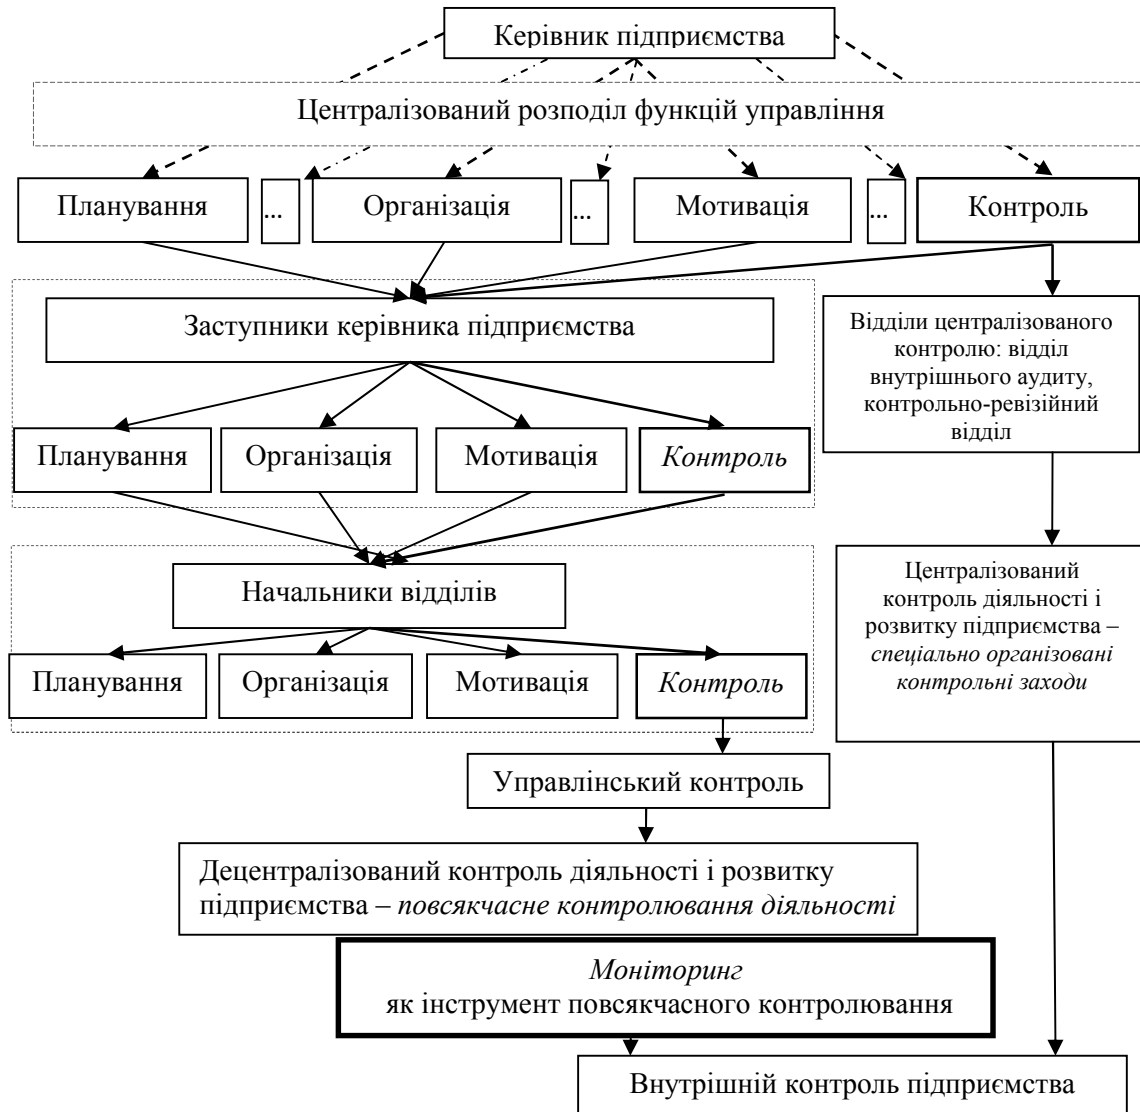 Керівник підприємства
Централізований розподіл функцій управління
Планування
...
Організація
...
Мотивація
...
Контроль
Заступники керівника підприємства
Відділи централізованого
контролю: відділ
внутрішнього аудиту,
контрольно-ревізійний
відділ
Планування
Організація
Мотивація
Контроль
Начальники відділів
Централізований
контроль діяльності і
розвитку підприємства –
спеціально організовані
контрольні заходи
Планування
Організація
Мотивація
Контроль
Управлінський контроль
Децентралізований контроль діяльності і розвитку
підприємства – повсякчасне контролювання діяльності
Моніторинг
як інструмент повсякчасного контролювання
Внутрішній контроль підприємства